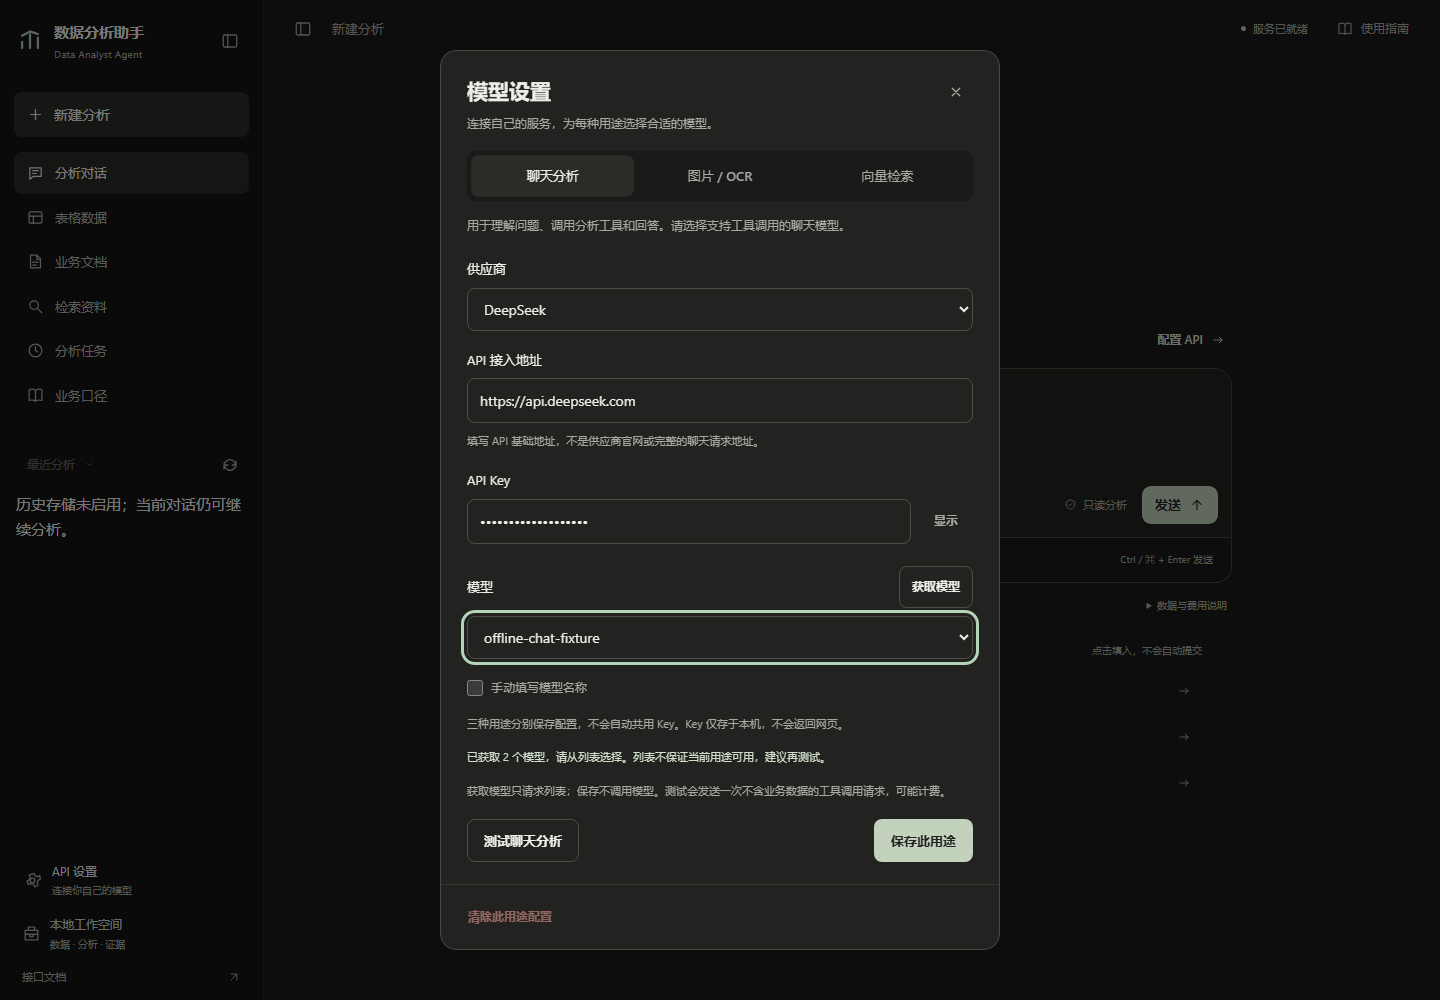 数据分析助手
Data Analyst Agent
新建分析
分析对话
表格数据
业务文档
检索资料
分析任务
业务口径
最近分析
历史存储未启用；当前对话仍可继
续分析。
API 设置
连接你自己的模型
本地工作空间
数据 · 分析 · 证据
接口文档
新建分析
服务已就绪
使用指南
模型设置
连接自己的服务，为每种用途选择合适的模型。
聊天分析
图片 / OCR
向量检索
用于理解问题、调用分析工具和回答。请选择支持工具调用的聊天模型。
供应商
DeepSeek
API 接入地址
https://api.deepseek.com
填写 API 基础地址，不是供应商官网或完整的聊天请求地址。
API Key
•••••••••••••••••••
显示
模型
获取模型
offline-chat-fixture
手动填写模型名称
三种用途分别保存配置，不会自动共用 Key。Key 仅存于本机，不会返回网页。
已获取 2 个模型，请从列表选择。列表不保证当前用途可用，建议再测试。
获取模型只请求列表；保存不调用模型。测试会发送一次不含业务数据的工具调用请求，可能计费。
测试聊天分析
保存此用途
清除此用途配置
配置 API →
只读分析
发送 ↑
Ctrl / ⌘ + Enter 发送
数据与费用说明
点击填入，不会自动提交